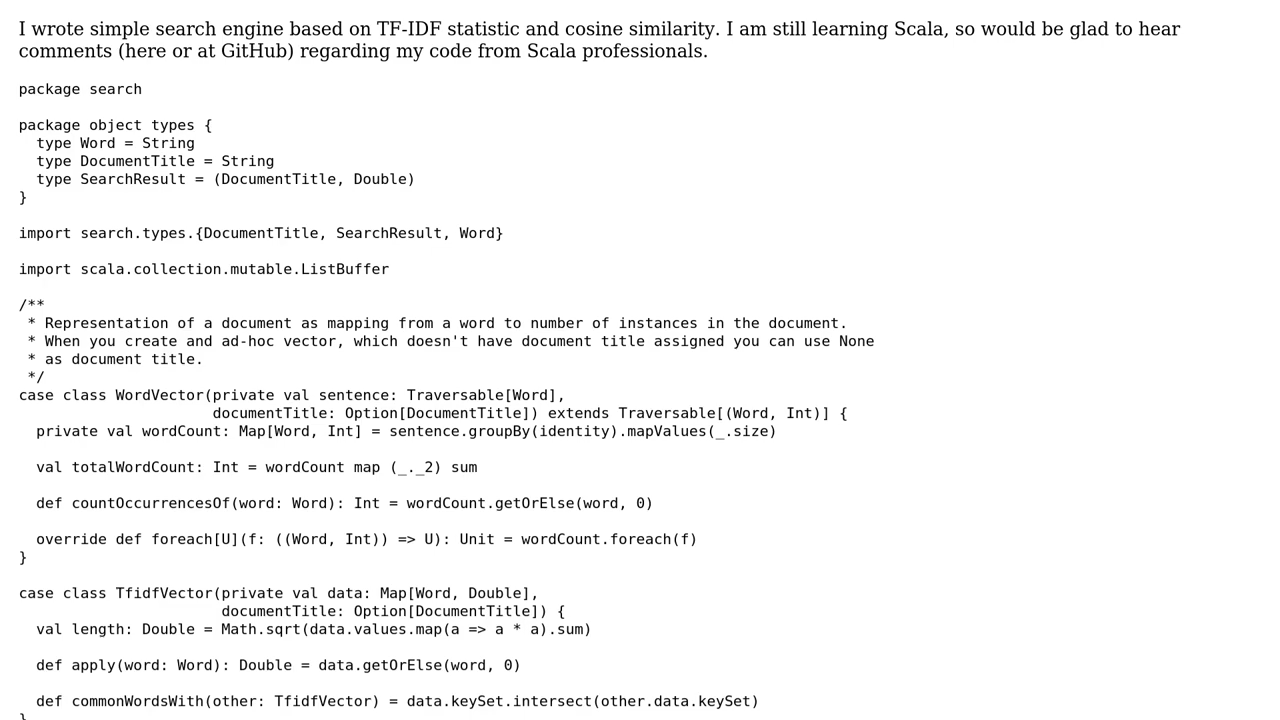 I wrote simple search engine based on TF-IDF statistic and cosine similarity. I am still learning Scala, so would be glad to hear
comments (here or at GitHub) regarding my code from Scala professionals.
package search
package object types {
  type Word = String
  type DocumentTitle = String
  type SearchResult = (DocumentTitle, Double)
}
import search.types.{DocumentTitle, SearchResult, Word}
import scala.collection.mutable.ListBuffer
/**
 * Representation of a document as mapping from a word to number of instances in the document.
 * When you create and ad-hoc vector, which doesn't have document title assigned you can use None
 * as document title.
 */
case class WordVector(private val sentence: Traversable[Word],
                      documentTitle: Option[DocumentTitle]) extends Traversable[(Word, Int)] {
  private val wordCount: Map[Word, Int] = sentence.groupBy(identity).mapValues(_.size)
  val totalWordCount: Int = wordCount map (_._2) sum
  def countOccurrencesOf(word: Word): Int = wordCount.getOrElse(word, 0)
  override def foreach[U](f: ((Word, Int)) => U): Unit = wordCount.foreach(f)
}
case class TfidfVector(private val data: Map[Word, Double],
                       documentTitle: Option[DocumentTitle]) {
  val length: Double = Math.sqrt(data.values.map(a => a * a).sum)
  def apply(word: Word): Double = data.getOrElse(word, 0)
  def commonWordsWith(other: TfidfVector) = data.keySet.intersect(other.data.keySet)
}